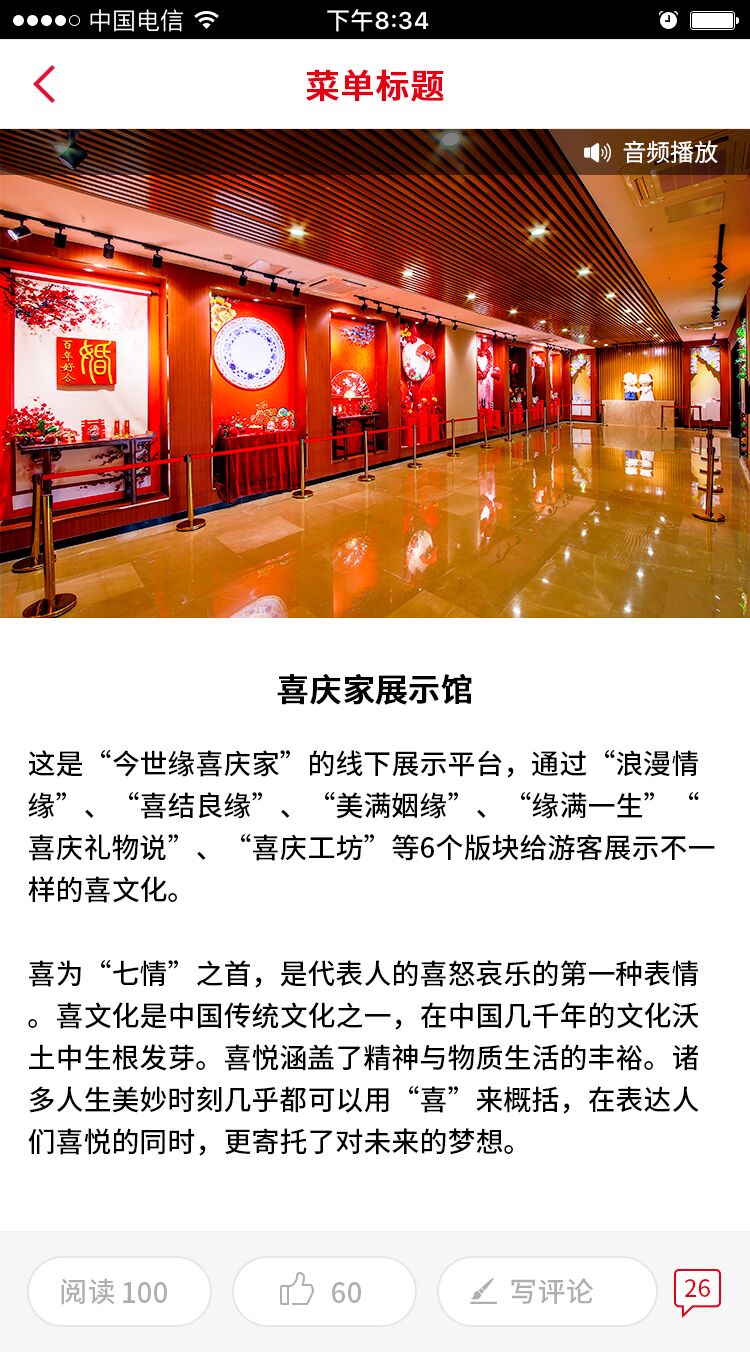 中国电信 下午8:34
菜单标题
音频播放
百年好合
婚
喜庆家展示馆
这是“今世缘喜庆家”的线下展示平台，通过“浪漫情
缘”、“喜结良缘”、“美满姻缘”、“缘满一生”“
喜庆礼物说”、“喜庆工坊”等6个版块给游客展示不一
样的喜文化。
喜为“七情”之首，是代表人的喜怒哀乐的第一种表情
。喜文化是中国传统文化之一，在中国几千年的文化沃
土中生根发芽。喜悦涵盖了精神与物质生活的丰裕。诸
多人生美妙时刻几乎都可以用“喜”来概括，在表达人
们喜悦的同时，更寄托了对未来的梦想。
阅读 100 60 写评论 26